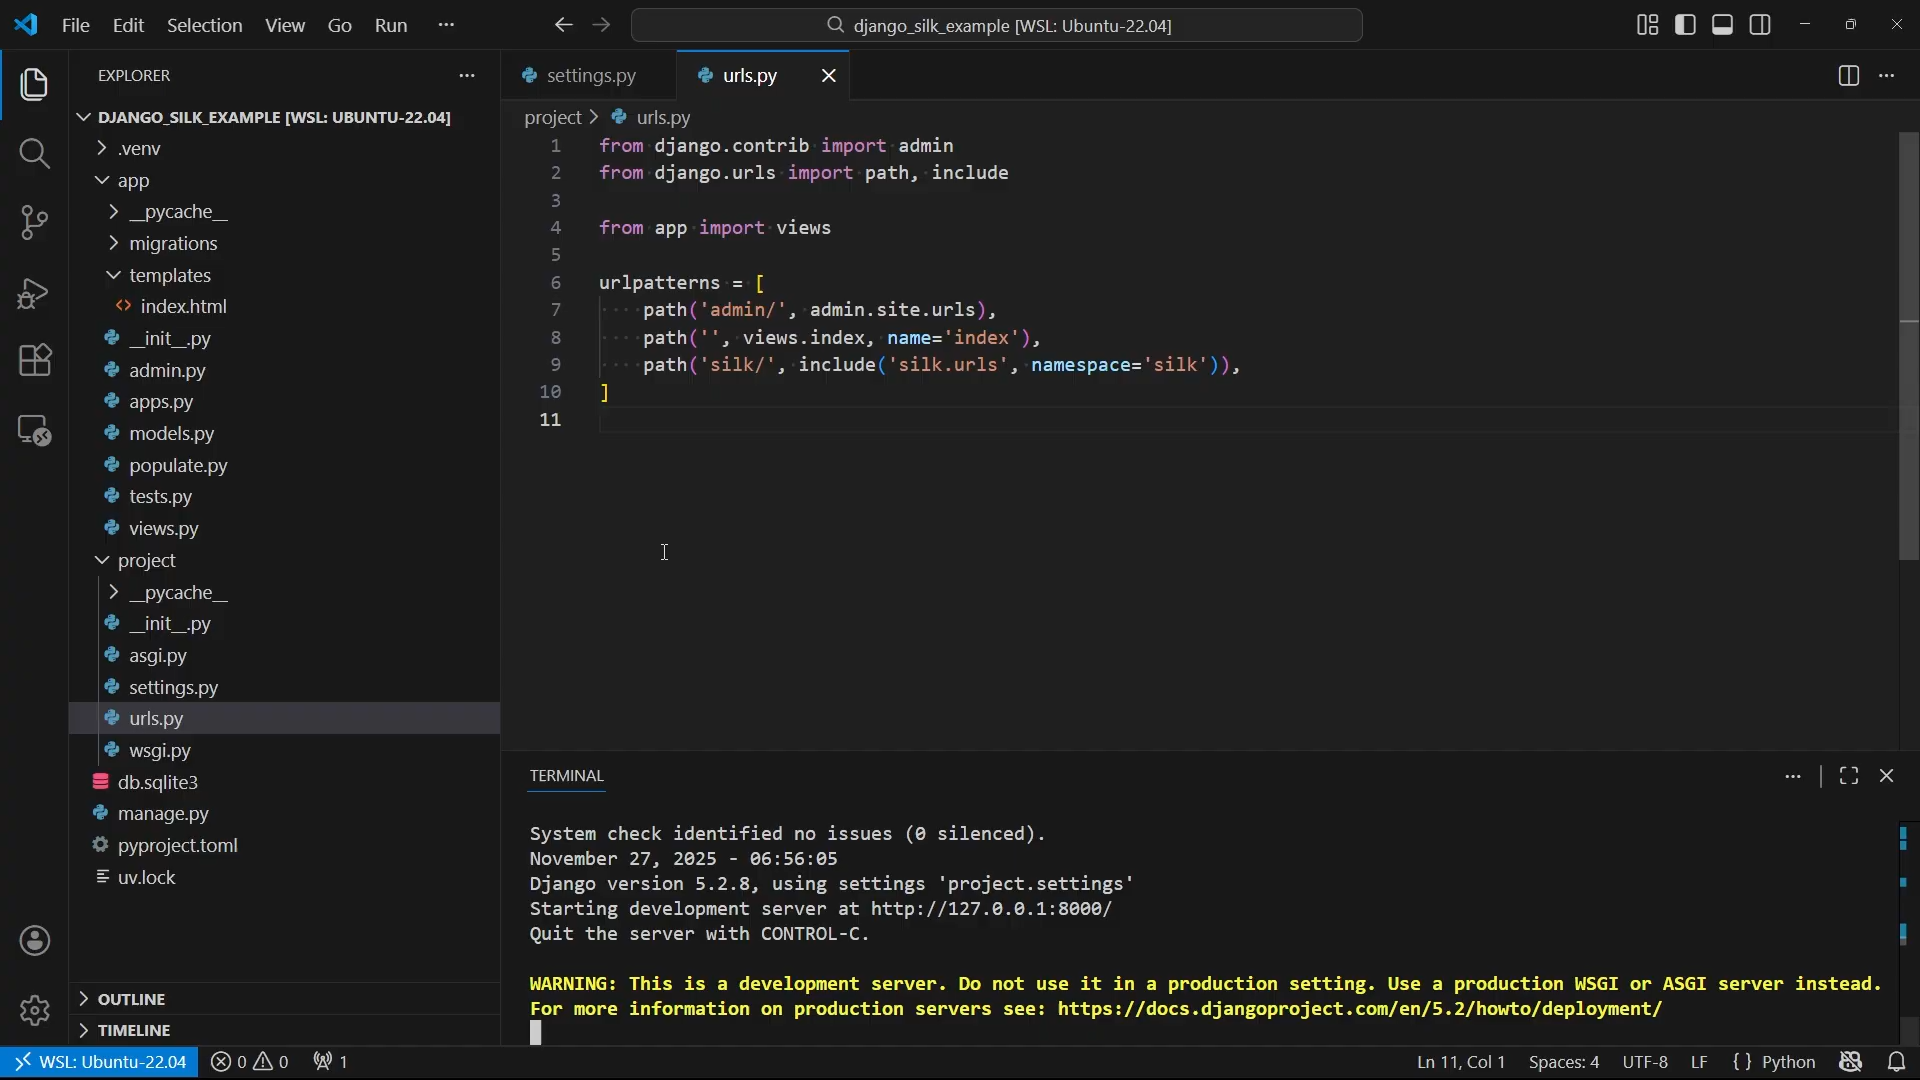 File Edit Selection View Go Run ···
django_silk_example [WSL: Ubuntu-22.04]
EXPLORER
DJANGO_SILK_EXAMPLE [WSL: UBUNTU-22.04]
.venv
app
__pycache__
migrations
templates
index.html
__init__.py
admin.py
apps.py
models.py
populate.py
tests.py
views.py
project
__pycache__
__init__.py
asgi.py
settings.py
urls.py
wsgi.py
db.sqlite3
manage.py
pyproject.toml
uv.lock
OUTLINE
TIMELINE
settings.py urls.py
project > urls.py
1 from django.contrib import admin
2 from django.urls import path, include
3
4 from app import views
5
6 urlpatterns = [
7     path('admin/', admin.site.urls),
8     path('', views.index, name='index'),
9     path('silk/', include('silk.urls', namespace='silk')),
10 ]
11
TERMINAL
System check identified no issues (0 silenced).
November 27, 2025 - 06:56:05
Django version 5.2.8, using settings 'project.settings'
Starting development server at http://127.0.0.1:8000/
Quit the server with CONTROL-C.
WARNING: This is a development server. Do not use it in a production setting. Use a production WSGI or ASGI server instead.
For more information on production servers see: https://docs.djangoproject.com/en/5.2/howto/deployment/
WSL: Ubuntu-22.04 0 0 1 Ln 11, Col 1 Spaces: 4 UTF-8 LF { } Python